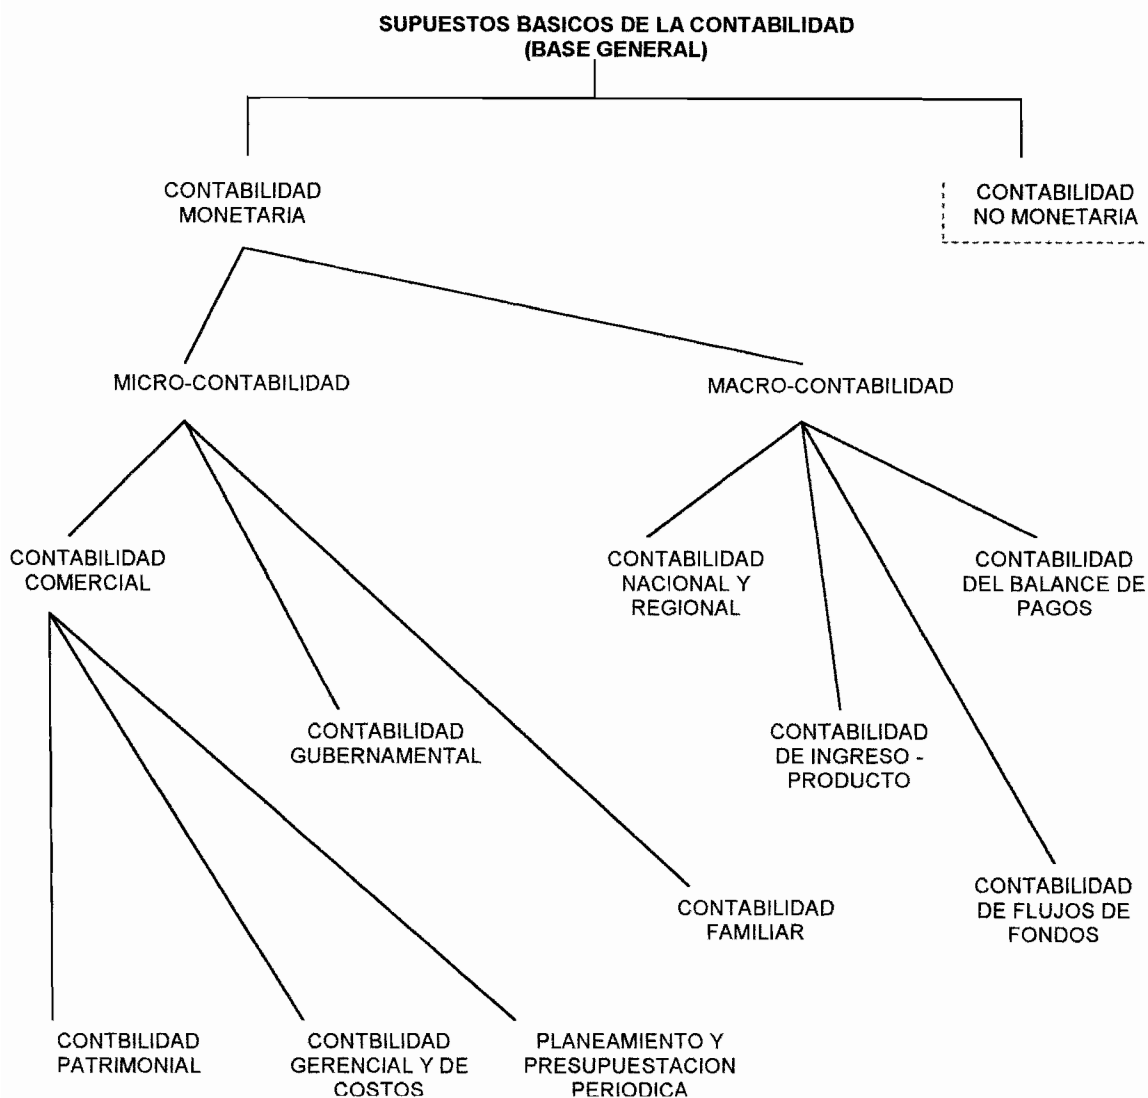 SUPUESTOS BASICOS DE LA CONTABILIDAD
(BASE GENERAL)
CONTABILIDAD
MONETARIA
CONTABILIDAD
NO MONETARIA
MICRO-CONTABILIDAD
MACRO-CONTABILIDAD
CONTABILIDAD
COMERCIAL
CONTABILIDAD
NACIONAL Y
REGIONAL
CONTABILIDAD
DEL BALANCE DE
PAGOS
CONTABILIDAD
GUBERNAMENTAL
CONTABILIDAD
DE INGRESO -
PRODUCTO
CONTABILIDAD
FAMILIAR
CONTABILIDAD
DE FLUJOS DE
FONDOS
CONTBILIDAD
PATRIMONIAL
CONTBILIDAD
GERENCIAL Y DE
COSTOS
PLANEAMIENTO Y
PRESUPUESTACION
PERIODICA